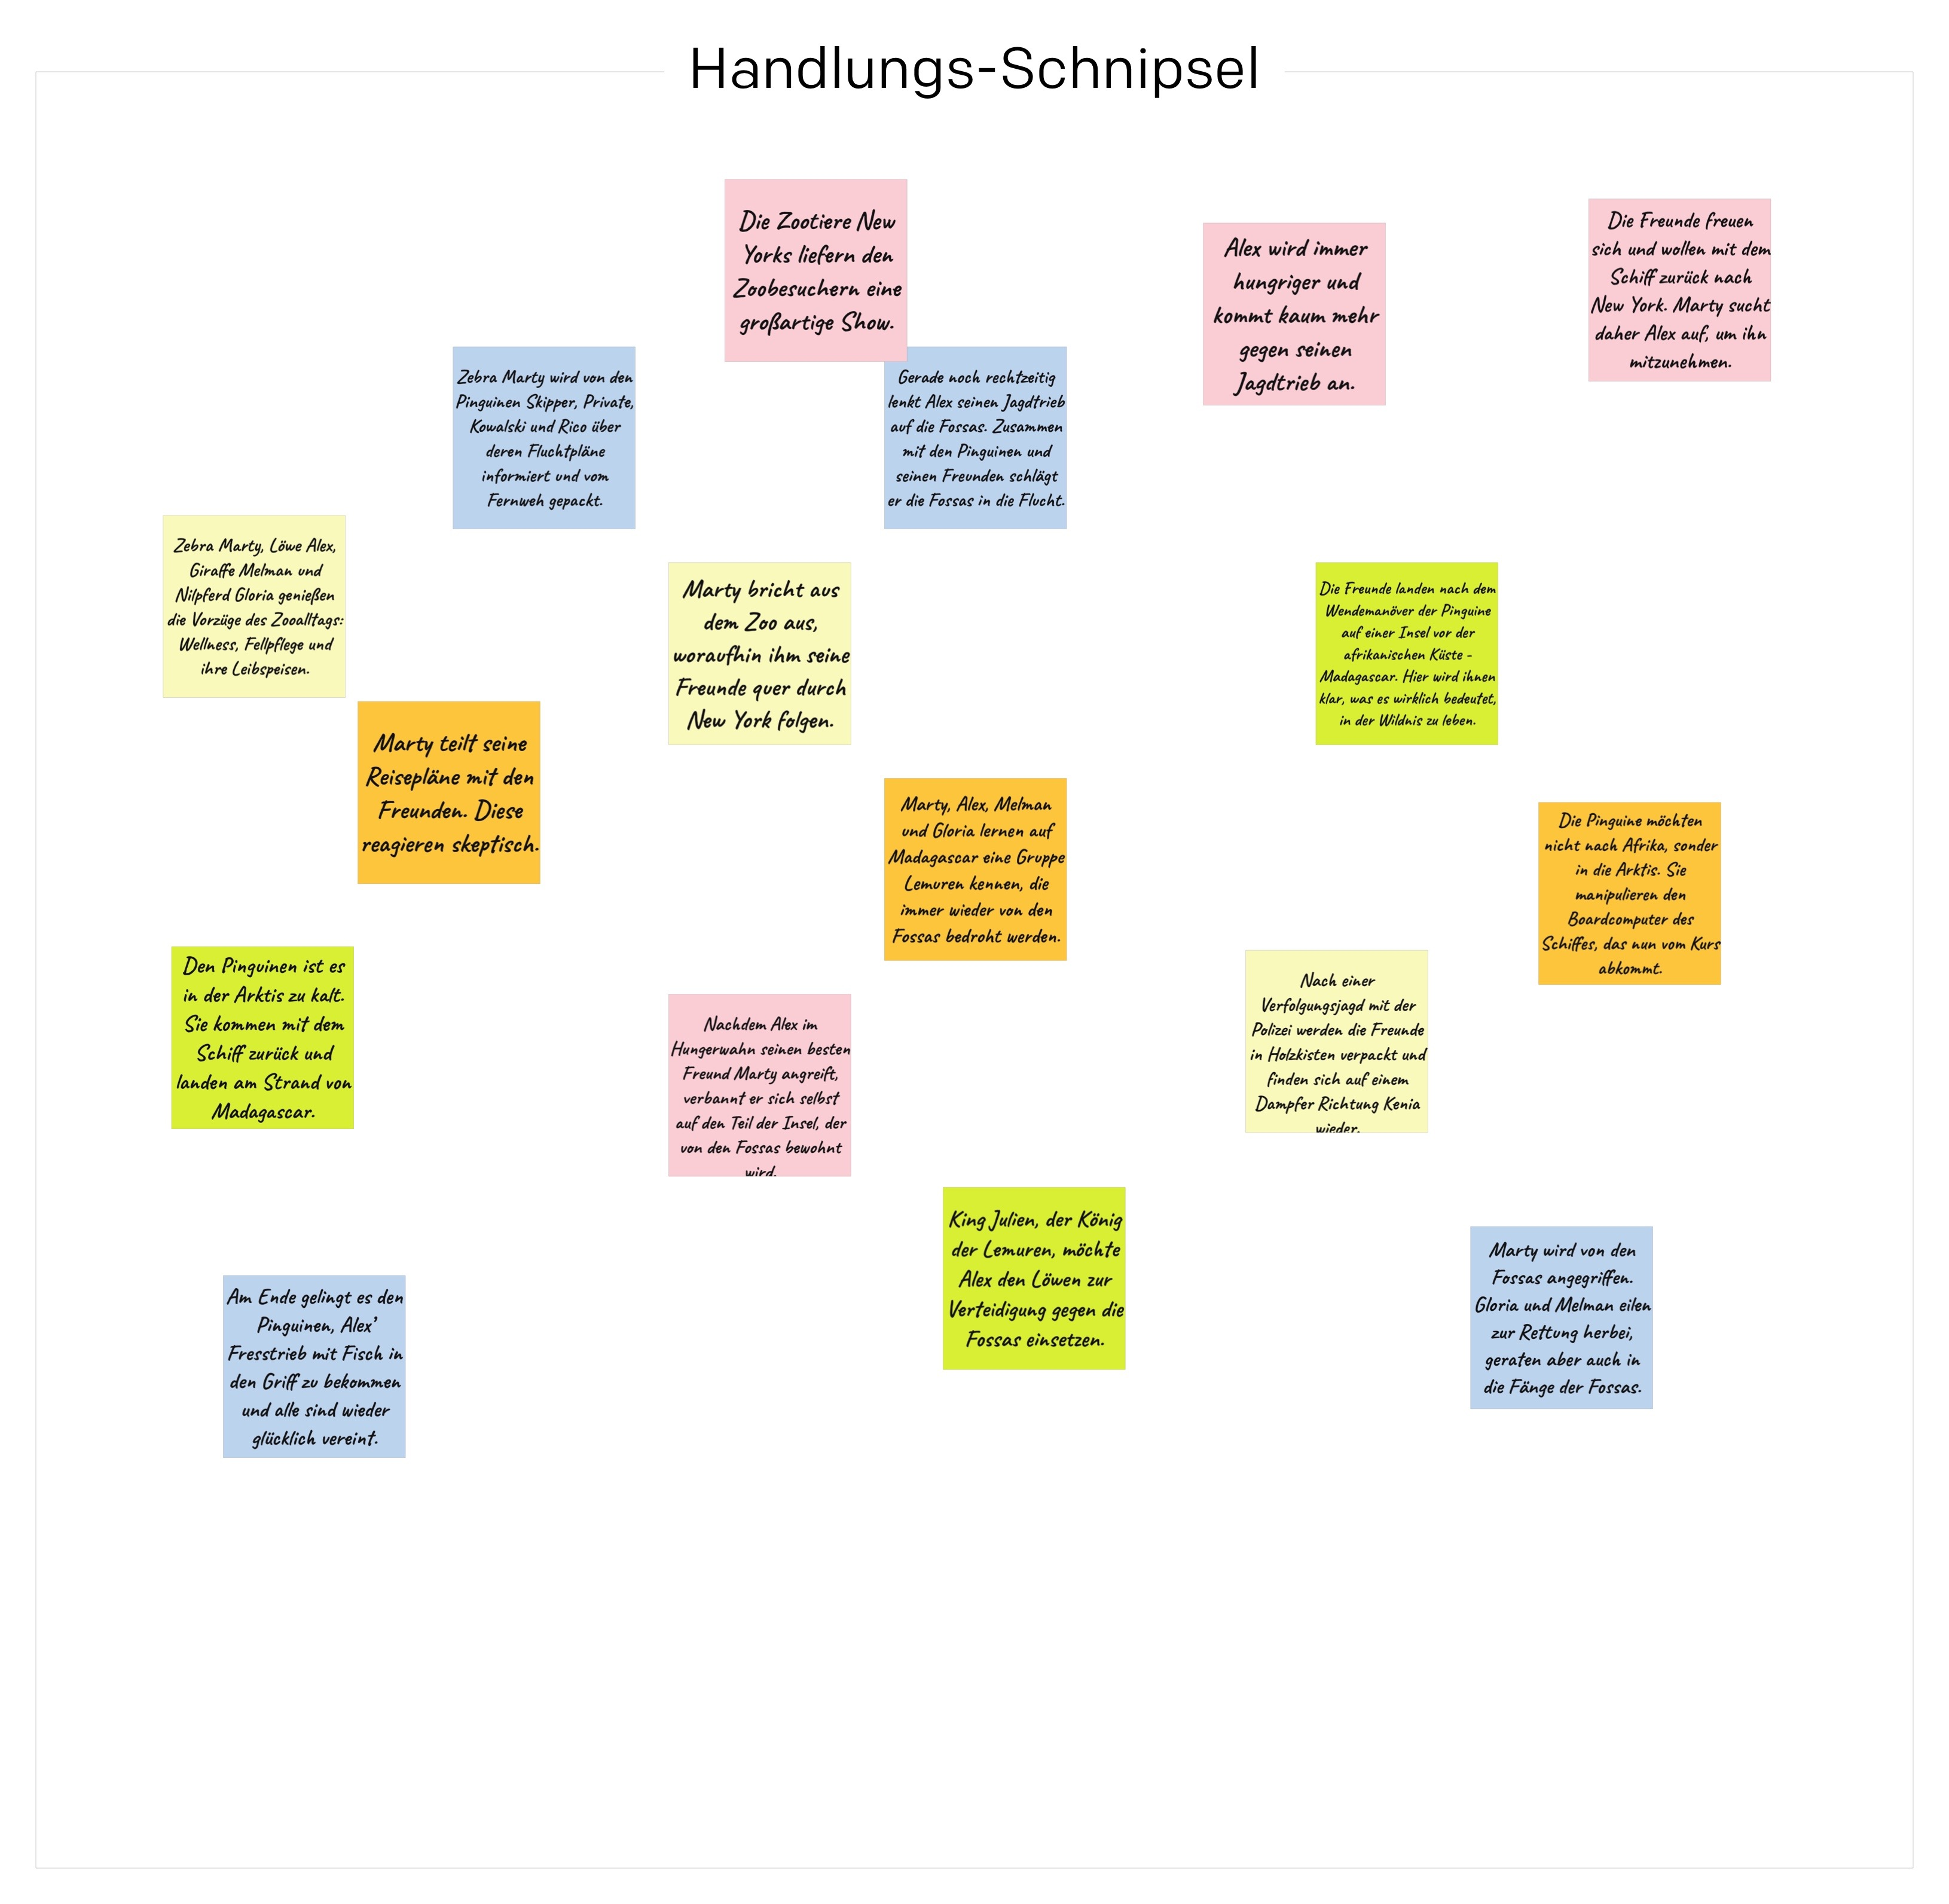 Handlungs-Schnipsel
Die Zootiere New
Yorks liefern den
Zoobesuchern eine
großartige Show.
Alex wird immer
hungriger und
kommt kaum mehr
gegen seinen
Jagdtrieb an.
Die Freunde freuen
sich und wollen mit dem
Schiff zurück nach
New York. Marty sucht
daher Alex auf, um ihn
mitzunehmen.
Zebra Marty wird von den
Pinguinen Skipper, Private,
Kowalski und Rico über
deren Fluchtpläne
informiert und vom
Fernweh gepackt.
Gerade noch rechtzeitig
lenkt Alex seinen Jagdtrieb
auf die Fossas. Zusammen
mit den Pinguinen und
seinen Freunden schlägt
er die Fossas in die Flucht.
Zebra Marty, Löwe Alex,
Giraffe Melman und
Nilpferd Gloria genießen
die Vorzüge des Zooalltags:
Wellness, Fellpflege und
ihre Leibspeisen.
Marty bricht aus
dem Zoo aus,
woraufhin ihm seine
Freunde quer durch
New York folgen.
Die Freunde landen nach dem
Wendemanöver der Pinguine
auf einer Insel vor der
afrikanischen Küste -
Madagascar. Hier wird ihnen
klar, was es wirklich bedeutet,
in der Wildnis zu leben.
Marty teilt seine
Reisepläne mit den
Freunden. Diese
reagieren skeptisch.
Marty, Alex, Melman
und Gloria lernen auf
Madagascar eine Gruppe
Lemuren kennen, die
immer wieder von den
Fossas bedroht werden.
Die Pinguine möchten
nicht nach Afrika, sonder
in die Arktis. Sie
manipulieren den
Boardcomputer des
Schiffes, das nun vom Kurs
abkommt.
Den Pinguinen ist es
in der Arktis zu kalt.
Sie kommen mit dem
Schiff zurück und
landen am Strand von
Madagascar.
Nachdem Alex im
Hungerwahn seinen besten
Freund Marty angreift,
verbannt er sich selbst
auf den Teil der Insel, der
von den Fossas bewohnt
wird.
Nach einer
Verfolgungsjagd mit der
Polizei werden die Freunde
in Holzkisten verpackt und
finden sich auf einem
Dampfer Richtung Kenia
wieder.
King Julien, der König
der Lemuren, möchte
Alex den Löwen zur
Verteidigung gegen die
Fossas einsetzen.
Marty wird von den
Fossas angegriffen.
Gloria und Melman eilen
zur Rettung herbei,
geraten aber auch in
die Fänge der Fossas.
Am Ende gelingt es den
Pinguinen, Alex’
Fresstrieb mit Fisch in
den Griff zu bekommen
und alle sind wieder
glücklich vereint.